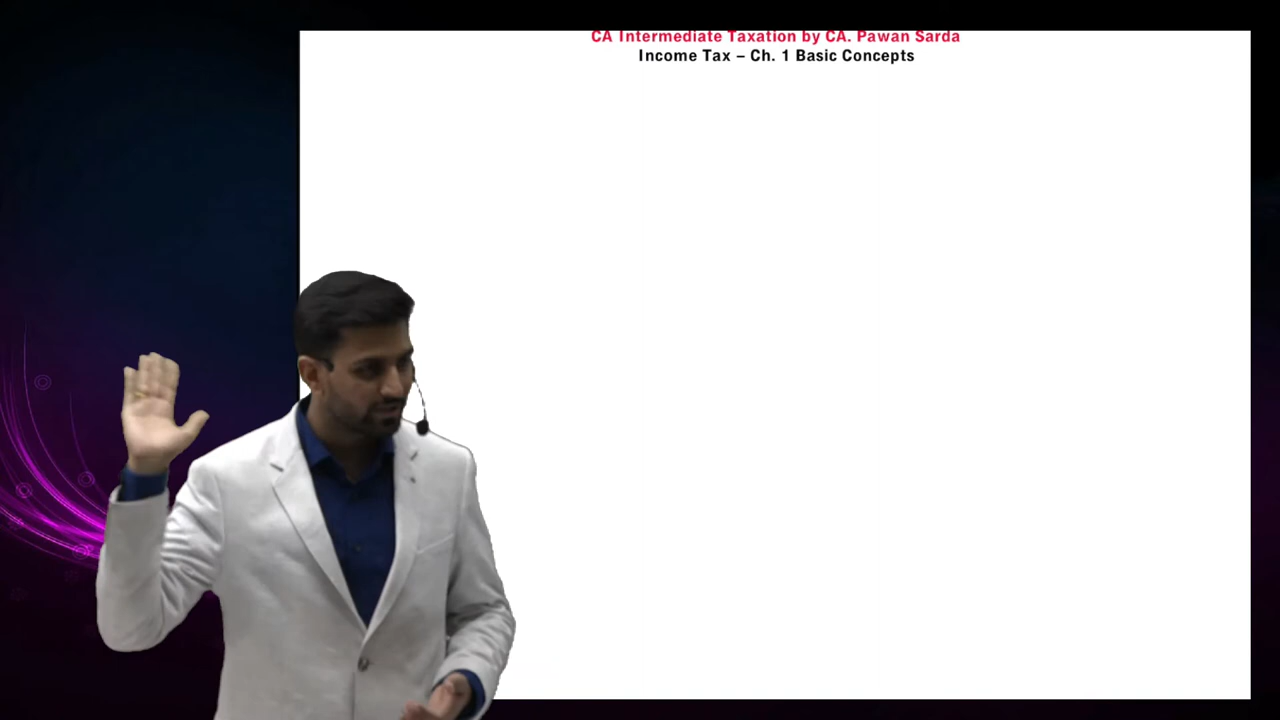 CA Intermediate Taxation by CA. Pawan Sarda
Income Tax – Ch. 1 Basic Concepts